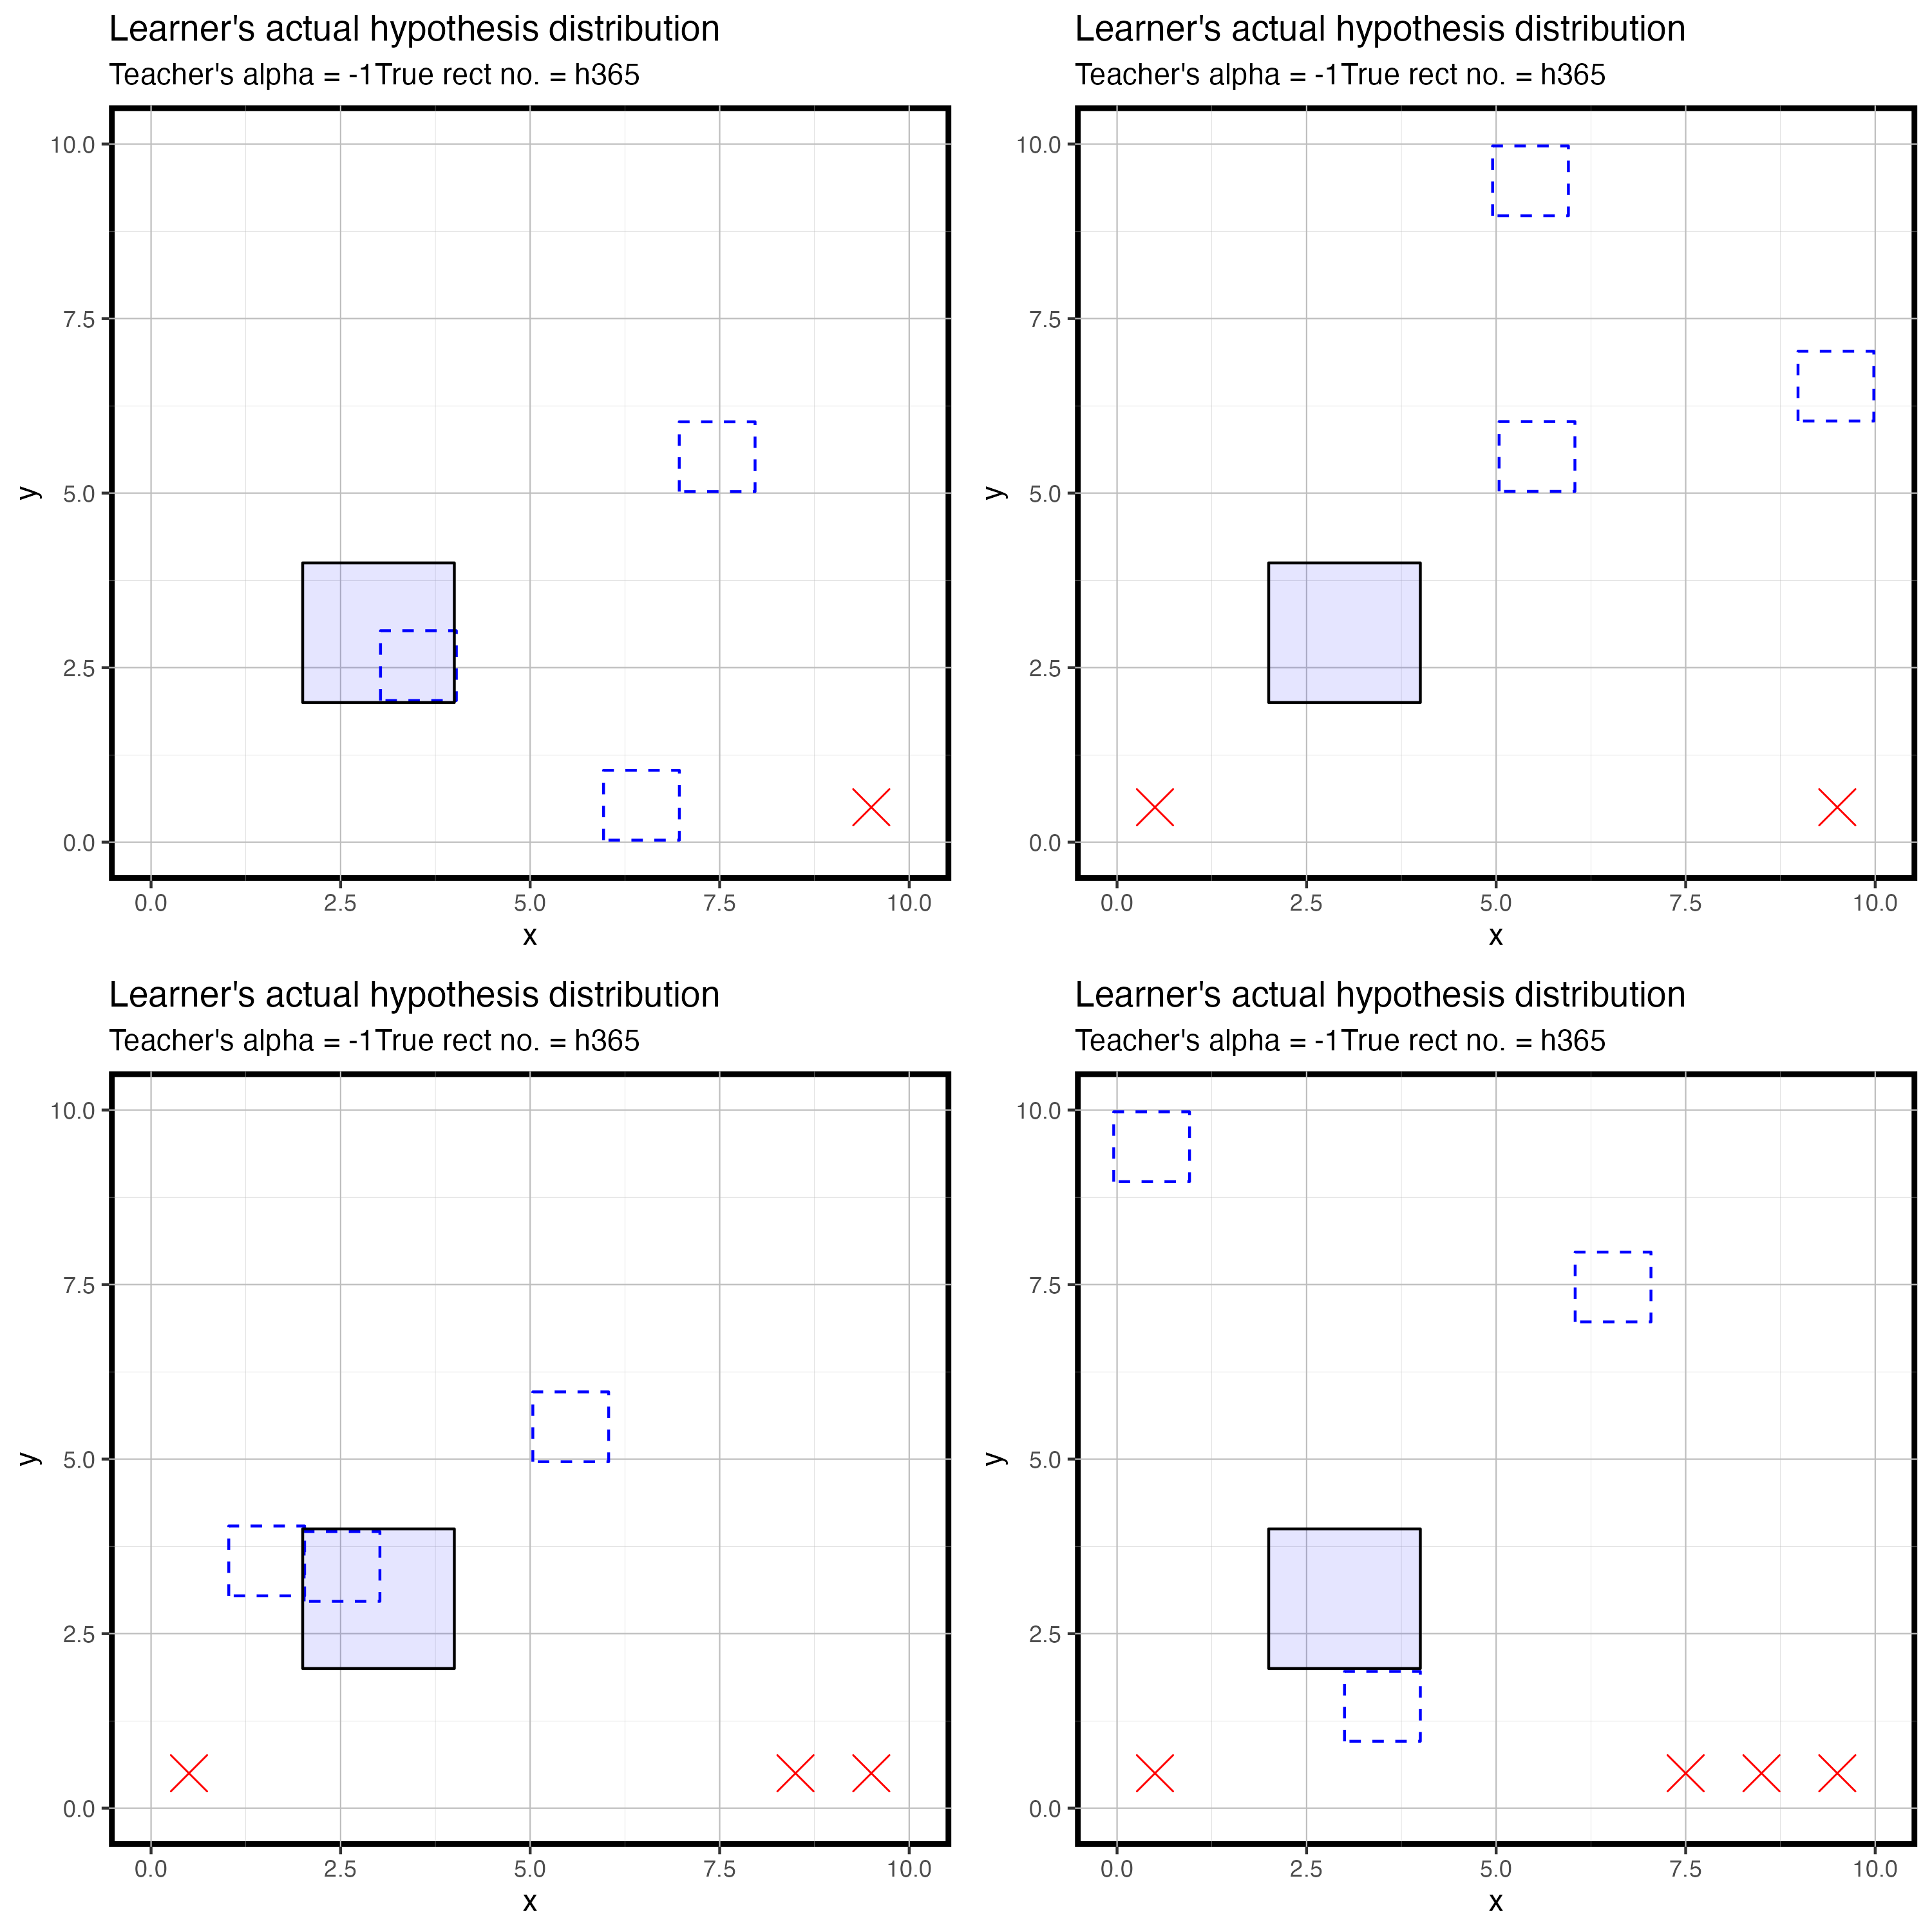 Learner's actual hypothesis distribution
Teacher's alpha = -1True rect no. = h365
10.0
7.5
5.0
2.5
0.0
y
0.0 2.5 5.0 7.5 10.0
x
Learner's actual hypothesis distribution
Teacher's alpha = -1True rect no. = h365
10.0
7.5
5.0
2.5
0.0
y
0.0 2.5 5.0 7.5 10.0
x
Learner's actual hypothesis distribution
Teacher's alpha = -1True rect no. = h365
10.0
7.5
5.0
2.5
0.0
y
0.0 2.5 5.0 7.5 10.0
x
Learner's actual hypothesis distribution
Teacher's alpha = -1True rect no. = h365
10.0
7.5
5.0
2.5
0.0
y
0.0 2.5 5.0 7.5 10.0
x